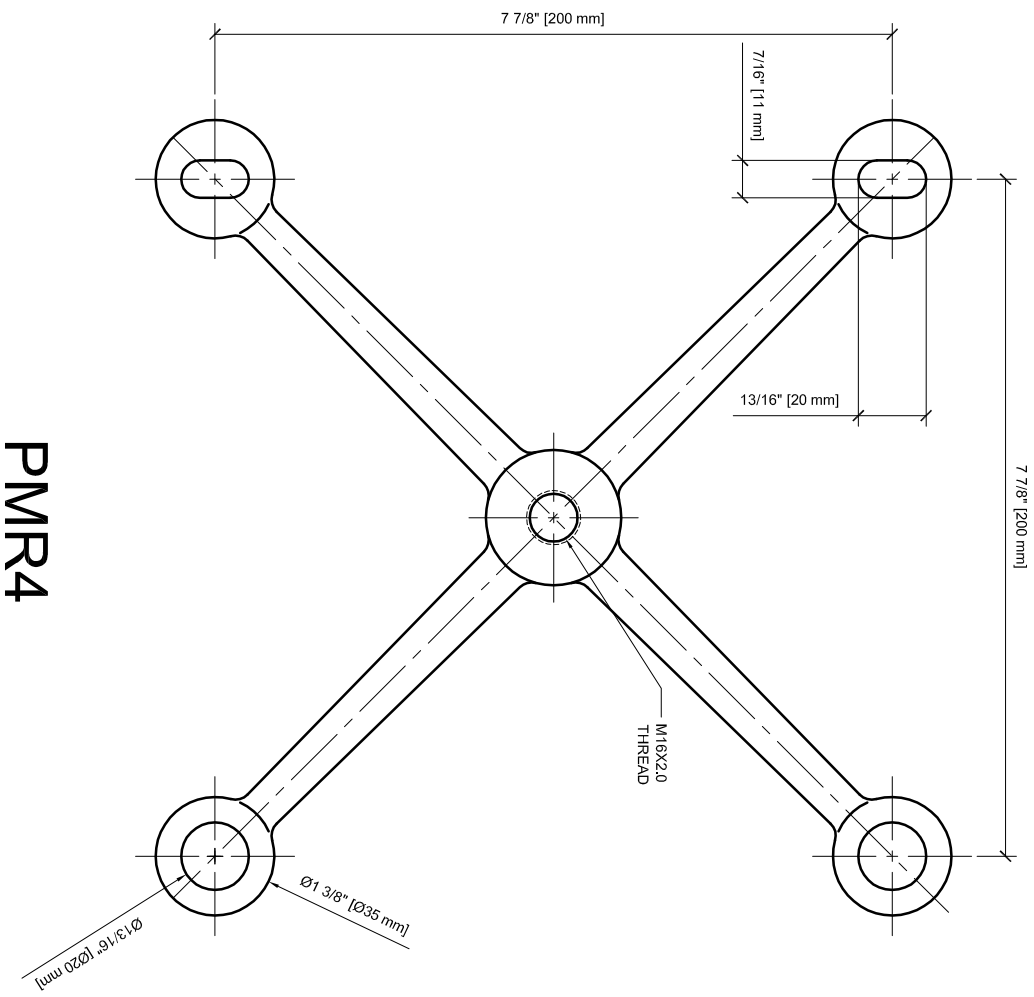 7 7/8" [200 mm]
7/16" [11 mm]
13/16" [20 mm]
7 7/8" [200 mm]
PMR4
M16X2.0
THREAD
Ø1 3/8" [Ø35 mm]
Ø13/16" [Ø20 mm]